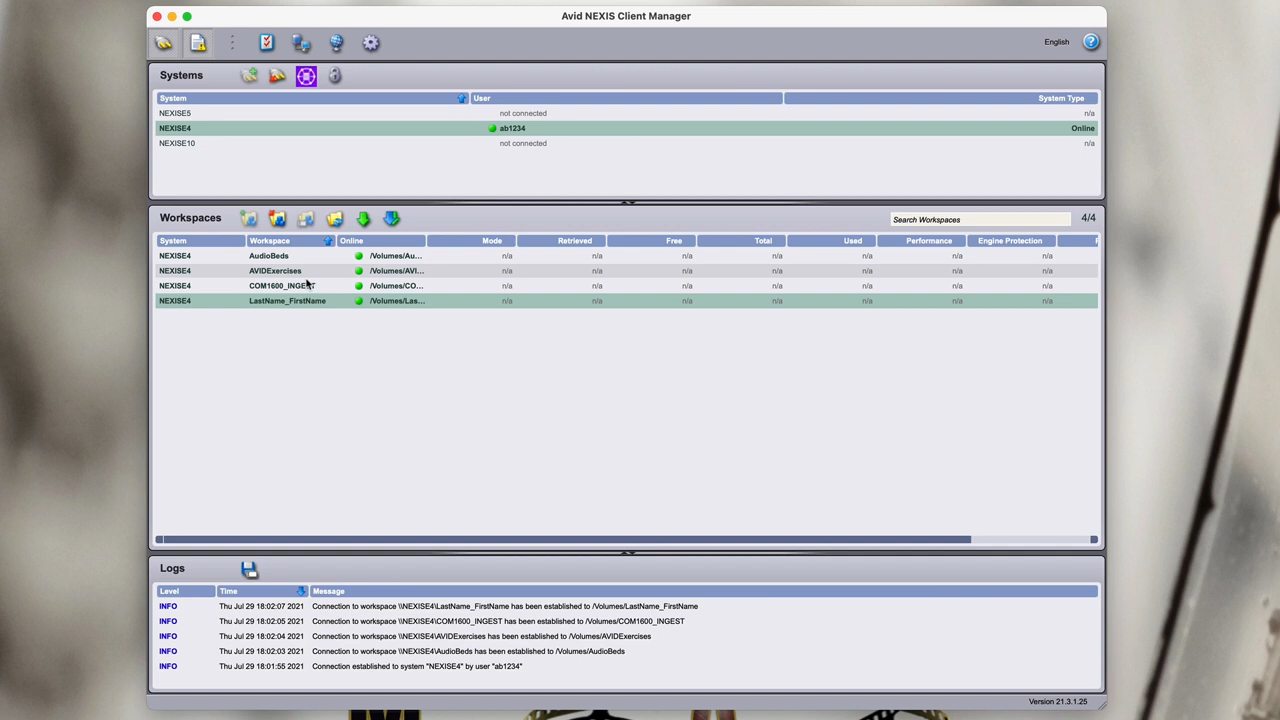 Avid NEXIS Client Manager
English
Systems
System User System Type
NEXISE5 not connected n/a
NEXISE4 ab1234 Online
NEXISE10 not connected n/a
Workspaces Search Workspaces 4/4
System Workspace Online Mode Retrieved Free Total Used Performance Engine Protection
NEXISE4 AudioBeds /Volumes/Au... n/a n/a n/a n/a n/a n/a n/a
NEXISE4 AVIDExercises /Volumes/AVI... n/a n/a n/a n/a n/a n/a n/a
NEXISE4 COM1600_INGEST /Volumes/CO... n/a n/a n/a n/a n/a n/a n/a
NEXISE4 LastName_FirstName /Volumes/Las... n/a n/a n/a n/a n/a n/a n/a
Logs
Level Time Message
INFO Thu Jul 29 18:02:07 2021 Connection to workspace \\NEXISE4\LastName_FirstName has been established to /Volumes/LastName_FirstName
INFO Thu Jul 29 18:02:05 2021 Connection to workspace \\NEXISE4\COM1600_INGEST has been established to /Volumes/COM1600_INGEST
INFO Thu Jul 29 18:02:04 2021 Connection to workspace \\NEXISE4\AVIDExercises has been established to /Volumes/AVIDExercises
INFO Thu Jul 29 18:02:03 2021 Connection to workspace \\NEXISE4\AudioBeds has been established to /Volumes/AudioBeds
INFO Thu Jul 29 18:01:55 2021 Connection established to system "NEXISE4" by user "ab1234"
Version 21.3.1.25